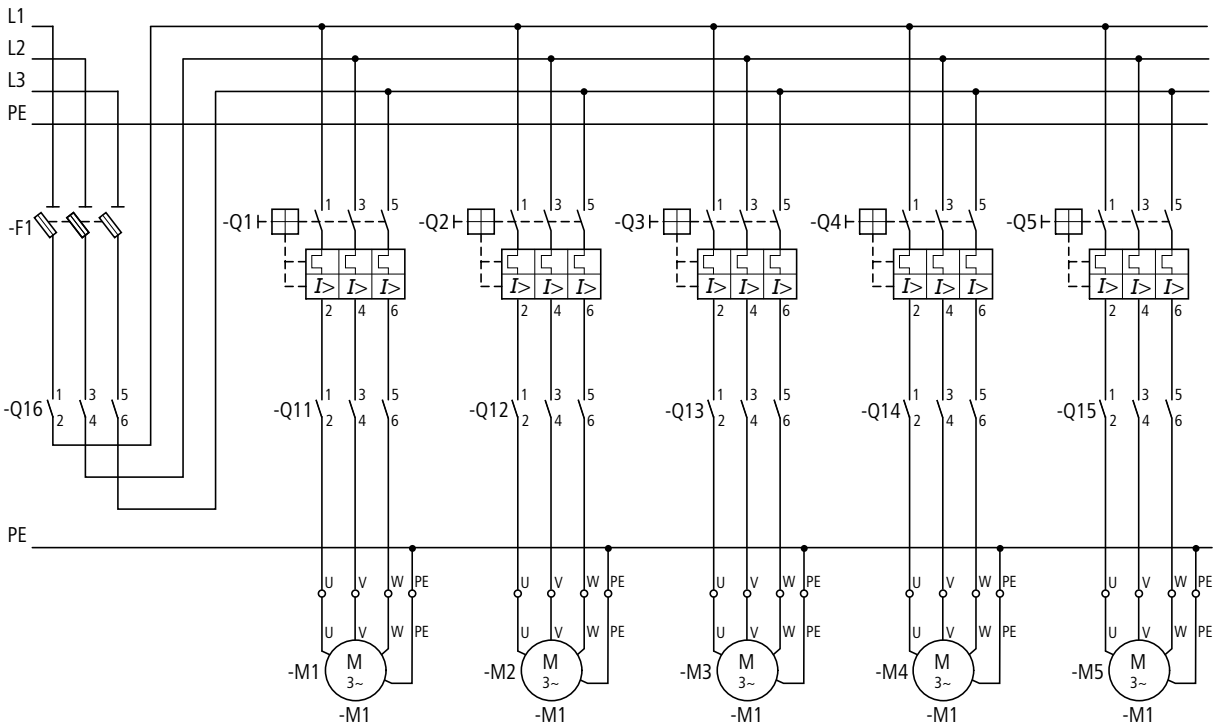 L1
L2
L3
PE
-F1
-Q1 1 3 5
-Q2 1 3 5
-Q3 1 3 5
-Q4 1 3 5
-Q5 1 3 5
I> I> I>
I> I> I>
I> I> I>
I> I> I>
I> I> I>
2 4 6
2 4 6
2 4 6
2 4 6
2 4 6
-Q16 1 3 5
2 4 6
-Q11 1 3 5
2 4 6
-Q12 1 3 5
2 4 6
-Q13 1 3 5
2 4 6
-Q14 1 3 5
2 4 6
-Q15 1 3 5
2 4 6
PE
U V W PE
U V W PE
U V W PE
U V W PE
U V W PE
U V W PE
U V W PE
U V W PE
U V W PE
U V W PE
-M1 M 3~
-M2 M 3~
-M3 M 3~
-M4 M 3~
-M5 M 3~
-M1
-M1
-M1
-M1
-M1